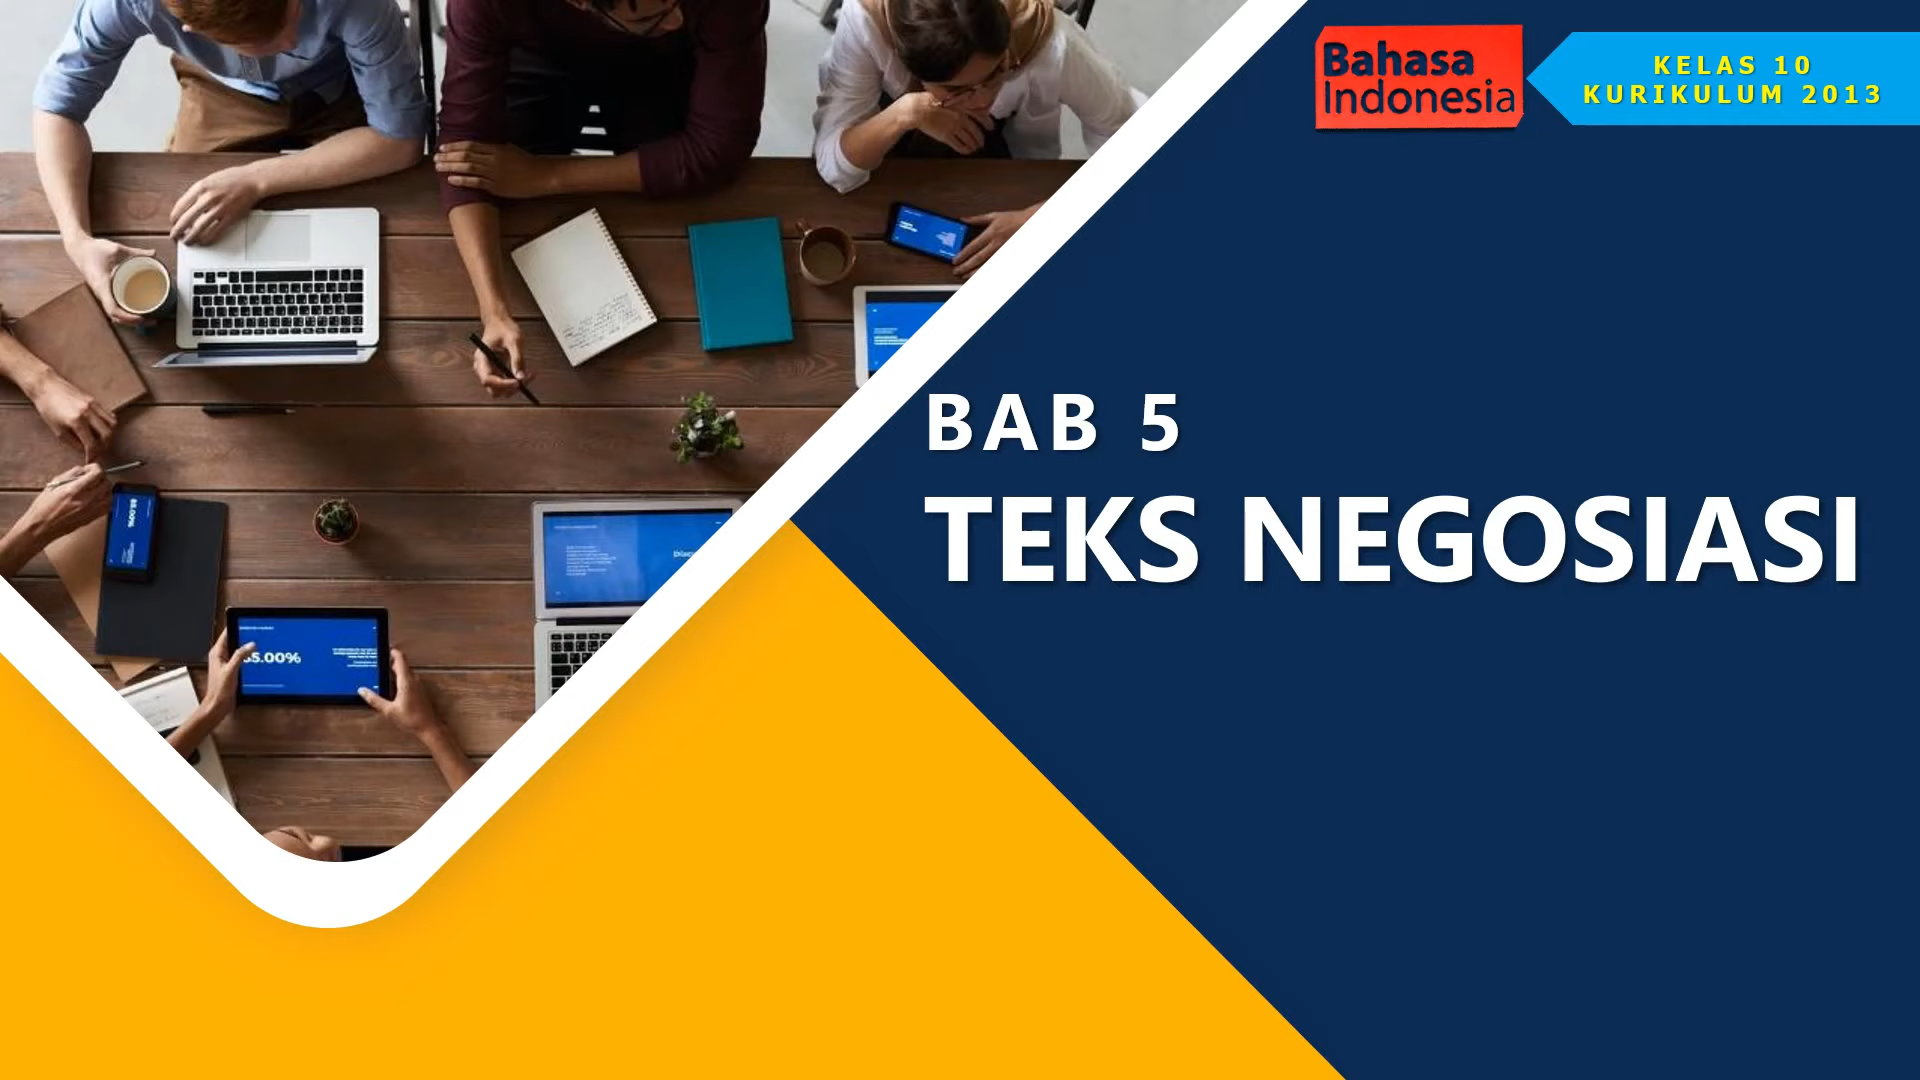 Bahasa
Indonesia
KELAS 10
KURIKULUM 2013
BAB 5
TEKS NEGOSIASI